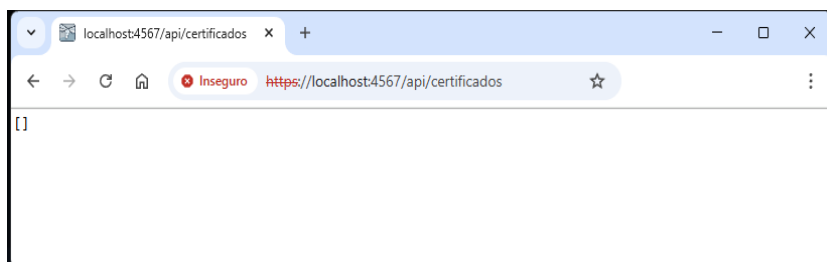 localhost:4567/api/certificados
Inseguro https://localhost:4567/api/certificados
[]